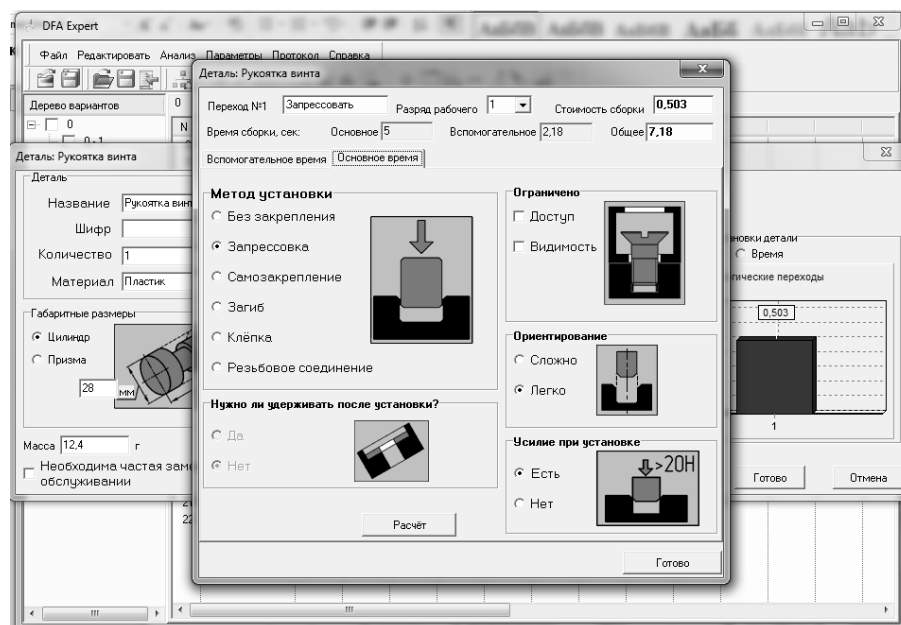 DFA Expert
Файл Редактировать Анализ Параметры Протокол Справка
Дерево вариантов
0
0
N
0-1
Деталь: Рукоятка винта
Деталь
Название Рукоятка вин
Шифр
Количество 1
Материал Пластик
Габаритные размеры
Цилиндр
Призма
28 мм
Масса 12,4 г
Необходима частая заме
обслуживании
Деталь: Рукоятка винта
Переход №1 Запрессовать Разряд рабочего 1 Стоимость сборки 0,503
Время сборки, сек: Основное 5 Вспомогательное 2,18 Общее 7,18
Вспомогательное время Основное время
Метод установки
Без закрепления
Запрессовка
Самозакрепление
Загиб
Клёпка
Резьбовое соединение
Нужно ли удерживать после установки?
Да
Нет
Расчёт
Ограничено
Доступ
Видимость
Ориентирование
Сложно
Легко
Усилие при установке
Есть
Нет
>20Н
Готово
новки детали
Время
гические переходы
0,503
1
Готово Отмена
22